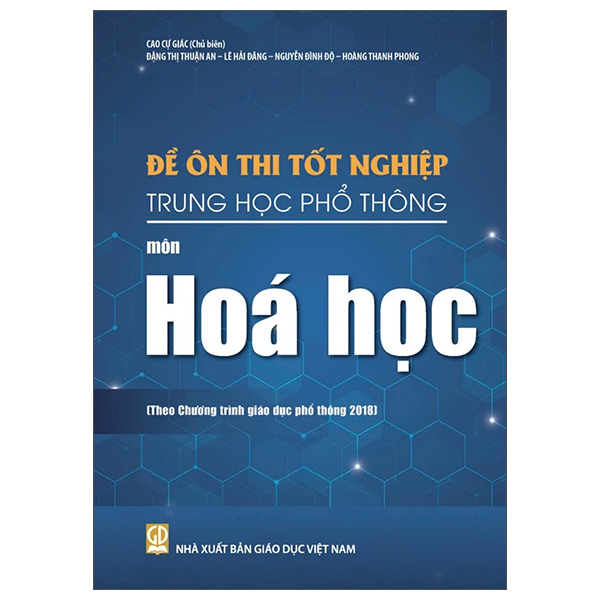 CAO CỰ GIÁC (Chủ biên)
ĐẶNG THỊ THUẬN AN – LÊ HẢI ĐĂNG – NGUYỄN ĐÌNH ĐỘ – HOÀNG THANH PHONG
ĐỀ ÔN THI TỐT NGHIỆP
TRUNG HỌC PHỔ THÔNG
môn
Hoá học
(Theo Chương trình giáo dục phổ thông 2018)
GD
NHÀ XUẤT BẢN GIÁO DỤC VIỆT NAM